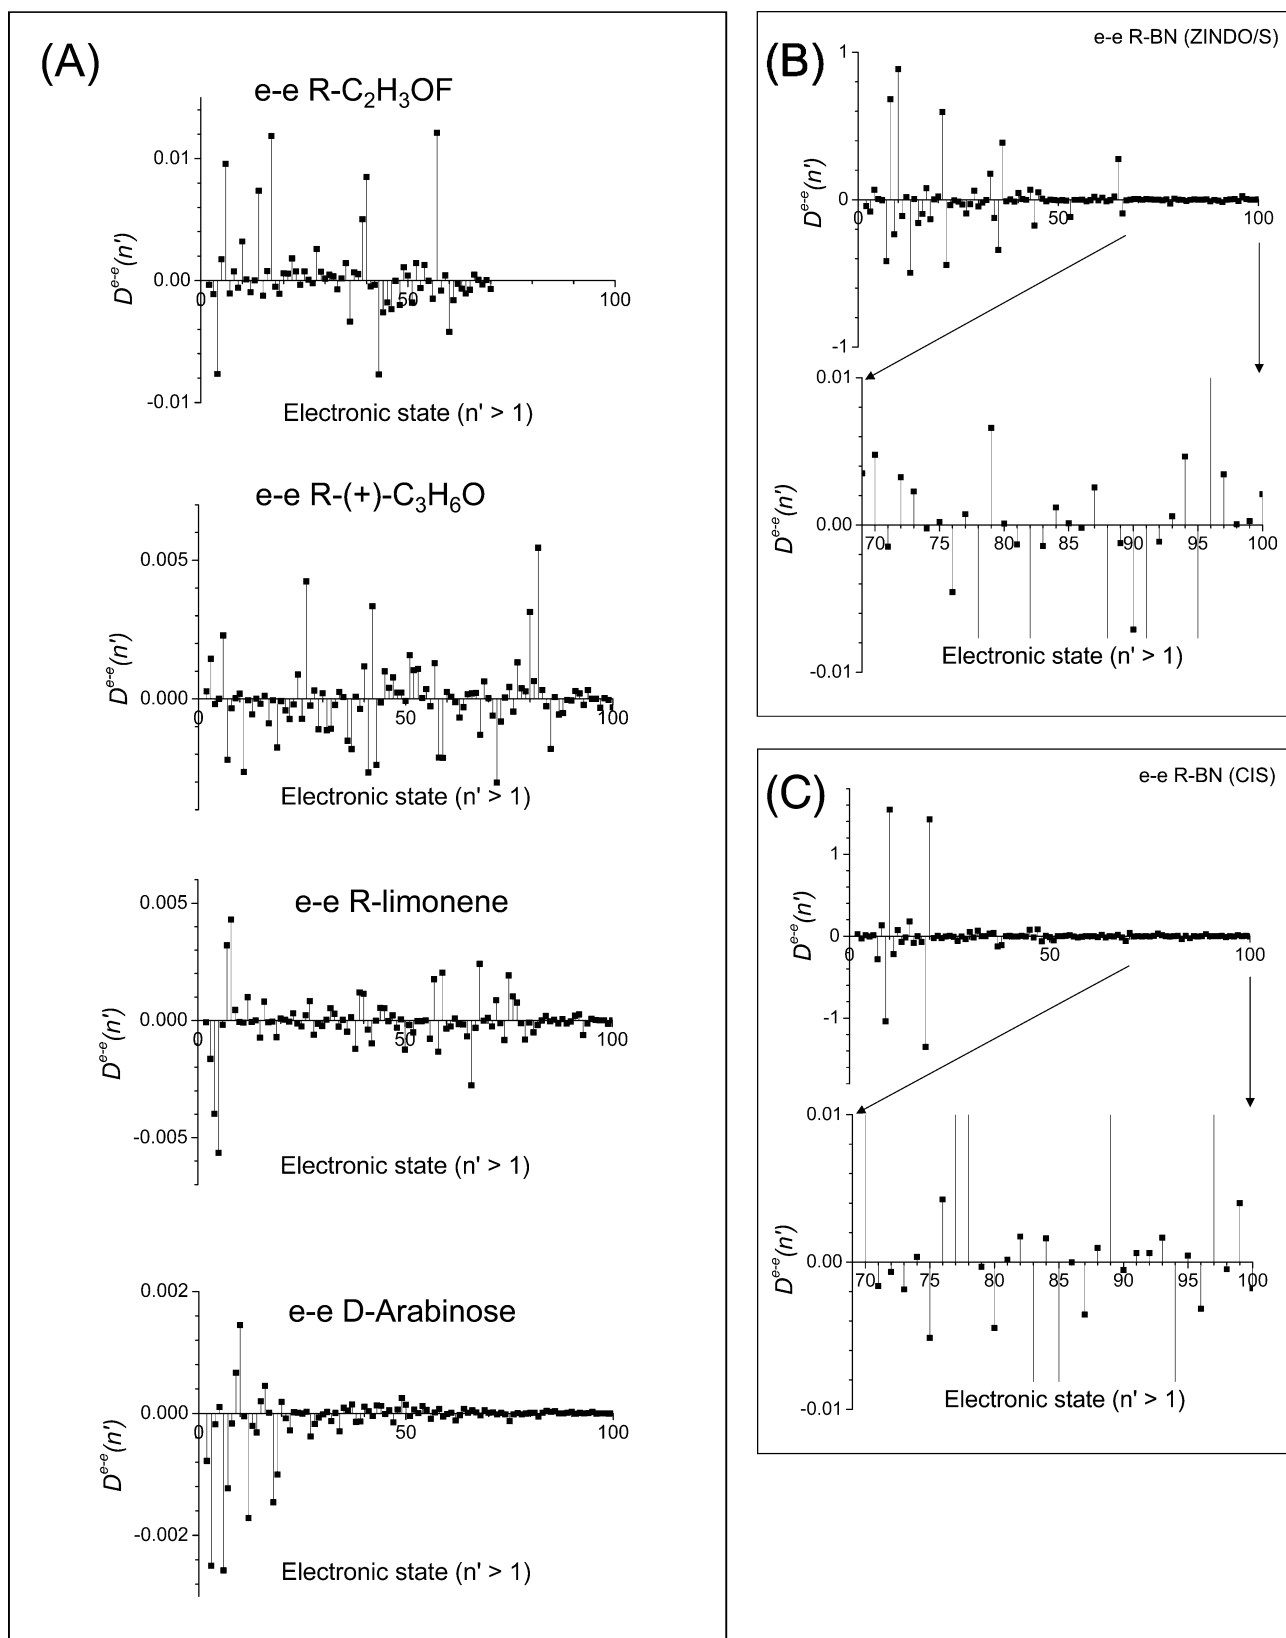 (A)
e-e R-C₂H₃OF
0.01
0.00
-0.01
0
50
100
Dᵉ⁻ᵉ(n')
Electronic state (n' > 1)
e-e R-(+)-C₃H₆O
0.005
0.000
0
50
100
Dᵉ⁻ᵉ(n')
Electronic state (n' > 1)
e-e R-limonene
0.005
0.000
-0.005
0
50
100
Dᵉ⁻ᵉ(n')
Electronic state (n' > 1)
e-e D-Arabinose
0.002
0.000
-0.002
0
50
100
Dᵉ⁻ᵉ(n')
Electronic state (n' > 1)
(B)
e-e R-BN (ZINDO/S)
1
0
-1
0
50
100
Dᵉ⁻ᵉ(n')
0.01
0.00
-0.01
70 75 80 85 90 95 100
Dᵉ⁻ᵉ(n')
Electronic state (n' > 1)
(C)
e-e R-BN (CIS)
1
0
-1
0
50
100
Dᵉ⁻ᵉ(n')
0.01
0.00
-0.01
70 75 80 85 90 95 100
Dᵉ⁻ᵉ(n')
Electronic state (n' > 1)